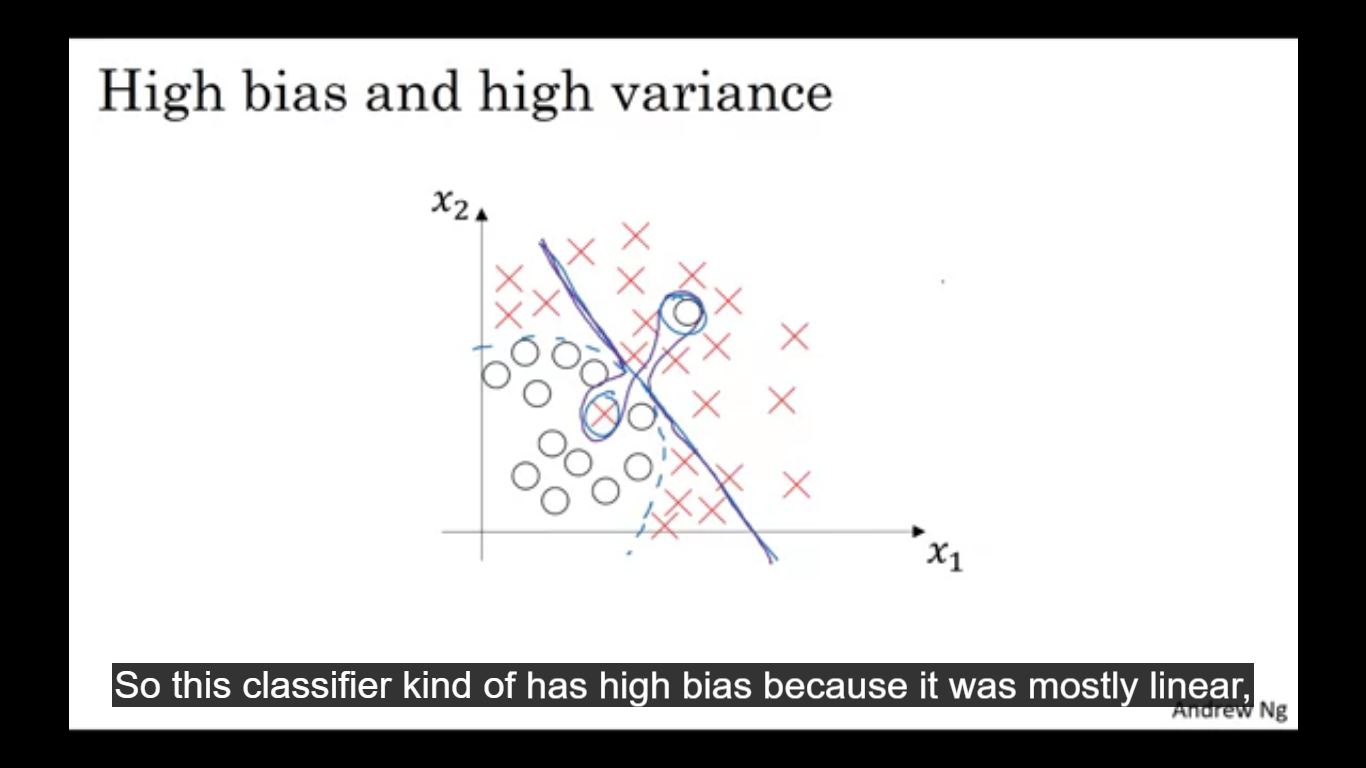 High bias and high variance
x₂
x₁
So this classifier kind of has high bias because it was mostly linear,
Andrew Ng